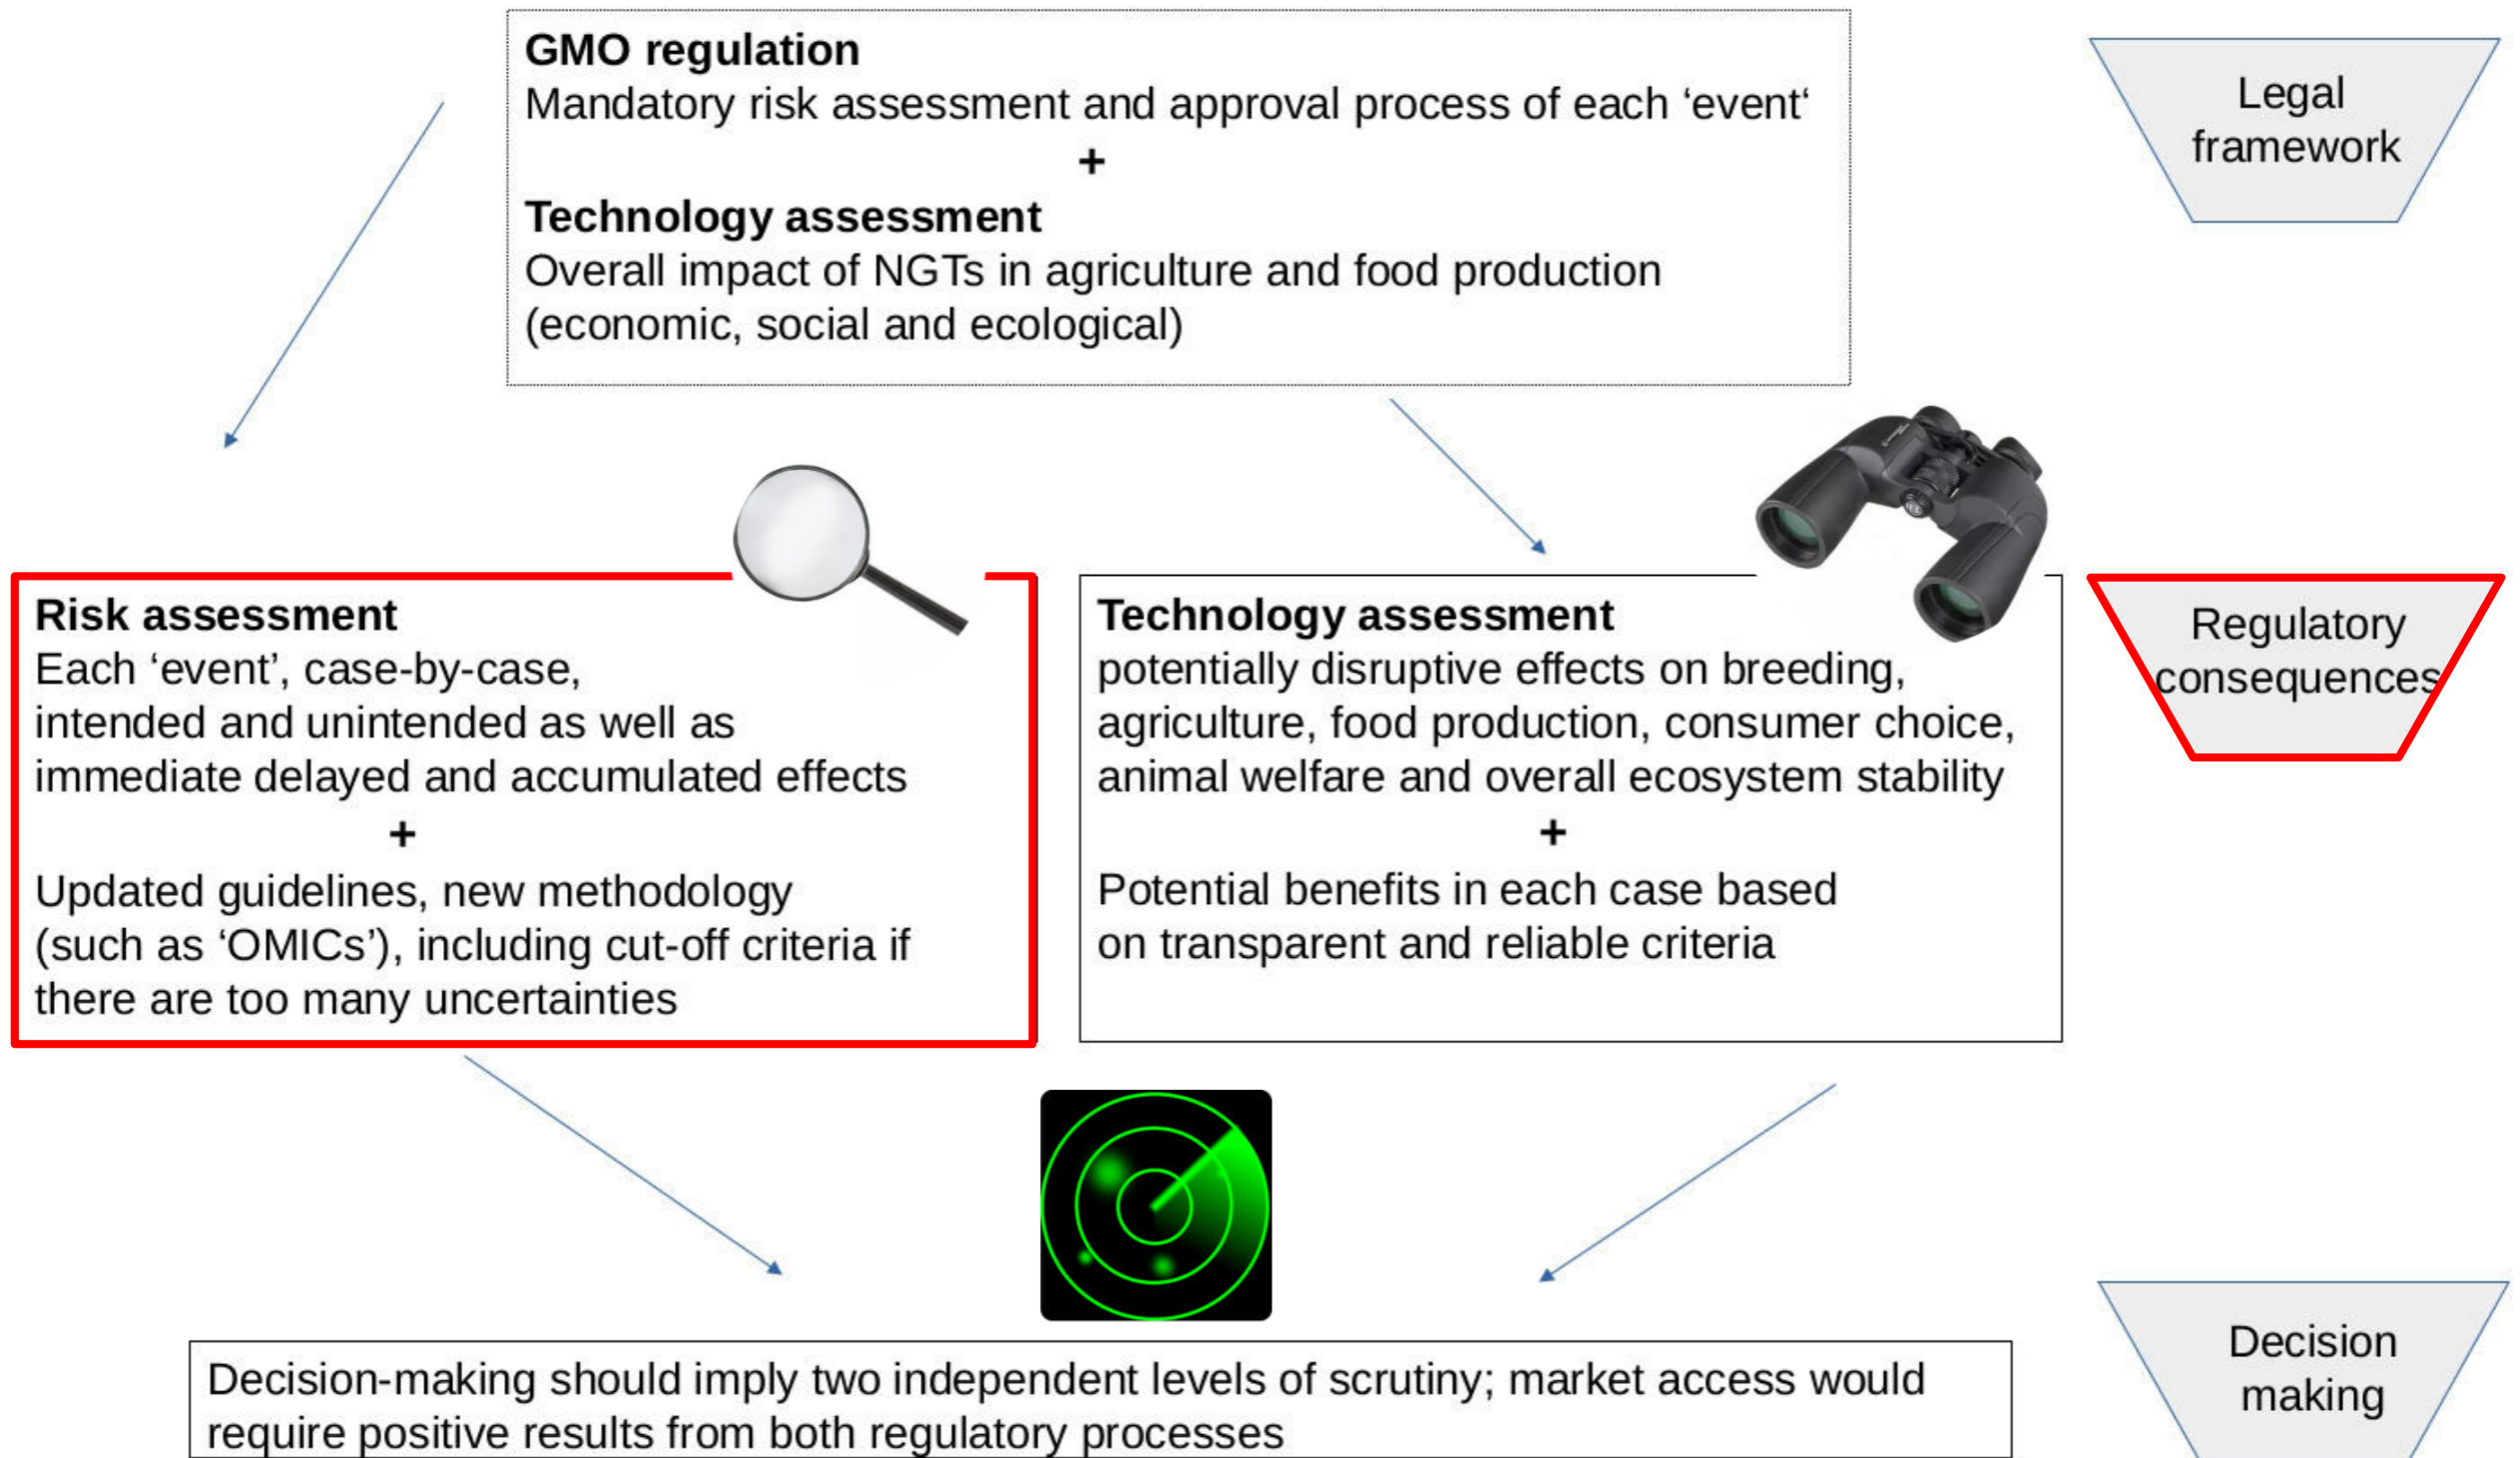 GMO regulation
Mandatory risk assessment and approval process of each ‘event‘
+
Technology assessment
Overall impact of NGTs in agriculture and food production
(economic, social and ecological)
Legal
framework
Risk assessment
Each ‘event’, case-by-case,
intended and unintended as well as
immediate delayed and accumulated effects
+
Updated guidelines, new methodology
(such as ‘OMICs’), including cut-off criteria if
there are too many uncertainties
Technology assessment
potentially disruptive effects on breeding,
agriculture, food production, consumer choice,
animal welfare and overall ecosystem stability
+
Potential benefits in each case based
on transparent and reliable criteria
Regulatory
consequences
Decision-making should imply two independent levels of scrutiny; market access would
require positive results from both regulatory processes
Decision
making